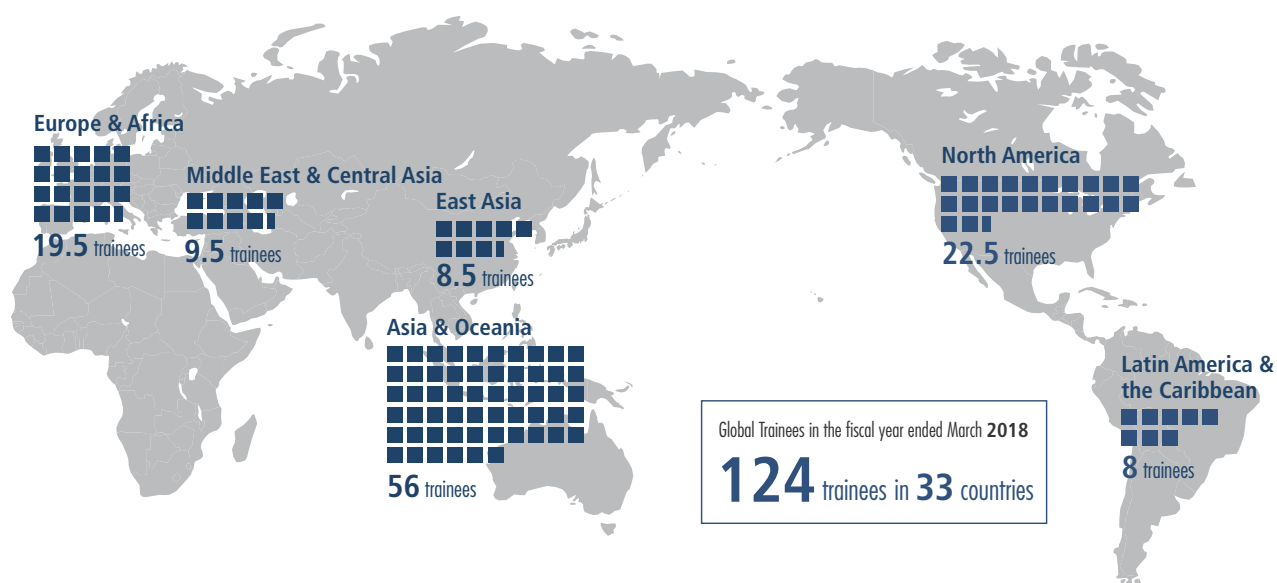 Europe & Africa
19.5 trainees
Middle East & Central Asia
9.5 trainees
East Asia
8.5 trainees
Asia & Oceania
56 trainees
North America
22.5 trainees
Latin America &
the Caribbean
8 trainees
Global Trainees in the fiscal year ended March 2018
124 trainees in 33 countries